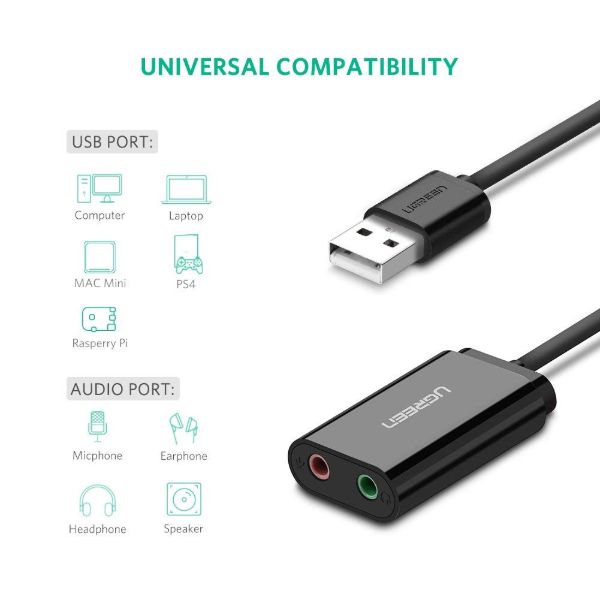 UNIVERSAL COMPATIBILITY
USB PORT:
Computer
Laptop
MAC Mini
PS4
Rasperry Pi
AUDIO PORT:
Micphone
Earphone
Headphone
Speaker
UGREEN
UGREEN